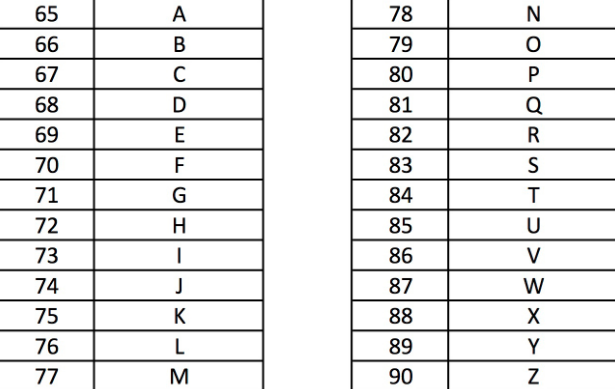 65 A 78 N
66 B 79 O
67 C 80 P
68 D 81 Q
69 E 82 R
70 F 83 S
71 G 84 T
72 H 85 U
73 I 86 V
74 J 87 W
75 K 88 X
76 L 89 Y
77 M 90 Z